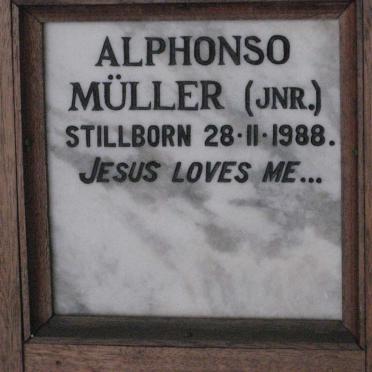 ALPHONSO
MÜLLER (JNR.)
STILLBORN 28·11·1988.
JESUS LOVES ME...